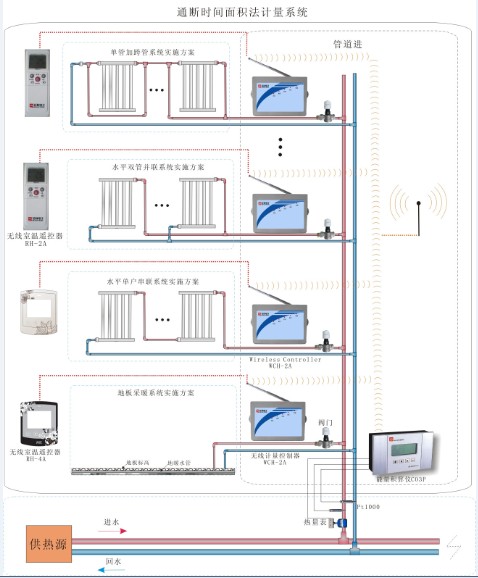 通断时间面积法计量系统
管道进
单管加跨管系统实施方案
水平双管并联系统实施方案
无线室温遥控器
RH-2A
水平单户串联系统实施方案
Wireless Controller
WCH-2A
地板采暖系统实施方案
阀门
无线室温遥控器
RH-4A
地板标高
地暖水管
无线计量控制器
WCH-2A
能量积算仪C03P
Pt1000
热量表
供热源
进水
回水